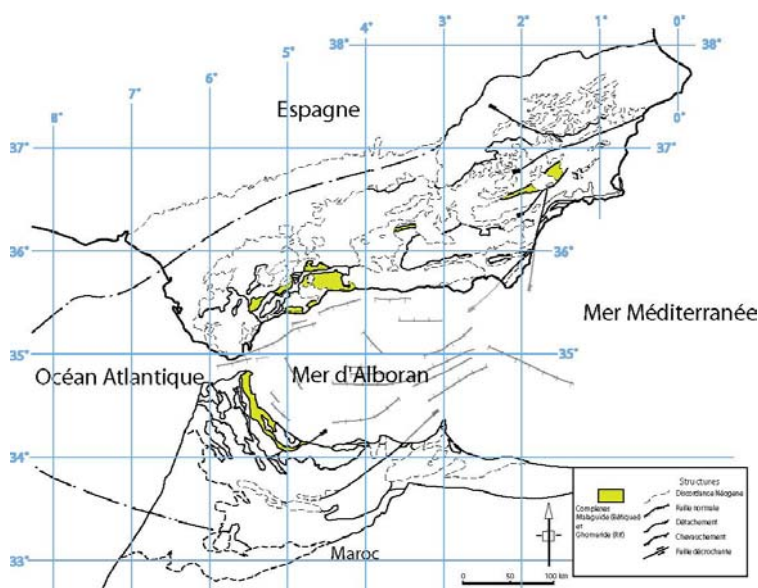 0°
1°
2°
3°
4°
38°
38°
5°
6°
7°
8°
Espagne
0°
37°
37°
36°
36°
Mer Méditerranée
35°
35°
Océan Atlantique
Mer d'Alboran
34°
33°
Maroc
Structures
Discordance Néogène
Faille normale
Détachement
Chevauchement
Faille décrochante
Complexes
Malaguide (Bétiques)
et
Ghomaride (Rif)
0 50 100 km